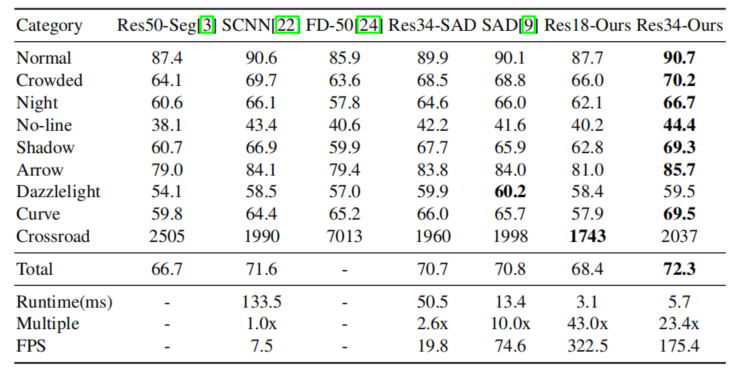 Category Res50-Seg[3] SCNN[22] FD-50[24] Res34-SAD SAD[9] Res18-Ours Res34-Ours
Normal 87.4 90.6 85.9 89.9 90.1 87.7 90.7
Crowded 64.1 69.7 63.6 68.5 68.8 66.0 70.2
Night 60.6 66.1 57.8 64.6 66.0 62.1 66.7
No-line 38.1 43.4 40.6 42.2 41.6 40.2 44.4
Shadow 60.7 66.9 59.9 67.7 65.9 62.8 69.3
Arrow 79.0 84.1 79.4 83.8 84.0 81.0 85.7
Dazzlelight 54.1 58.5 57.0 59.9 60.2 58.4 59.5
Curve 59.8 64.4 65.2 66.0 65.7 57.9 69.5
Crossroad 2505 1990 7013 1960 1998 1743 2037
Total 66.7 71.6 - 70.7 70.8 68.4 72.3
Runtime(ms) - 133.5 - 50.5 13.4 3.1 5.7
Multiple - 1.0x - 2.6x 10.0x 43.0x 23.4x
FPS - 7.5 - 19.8 74.6 322.5 175.4